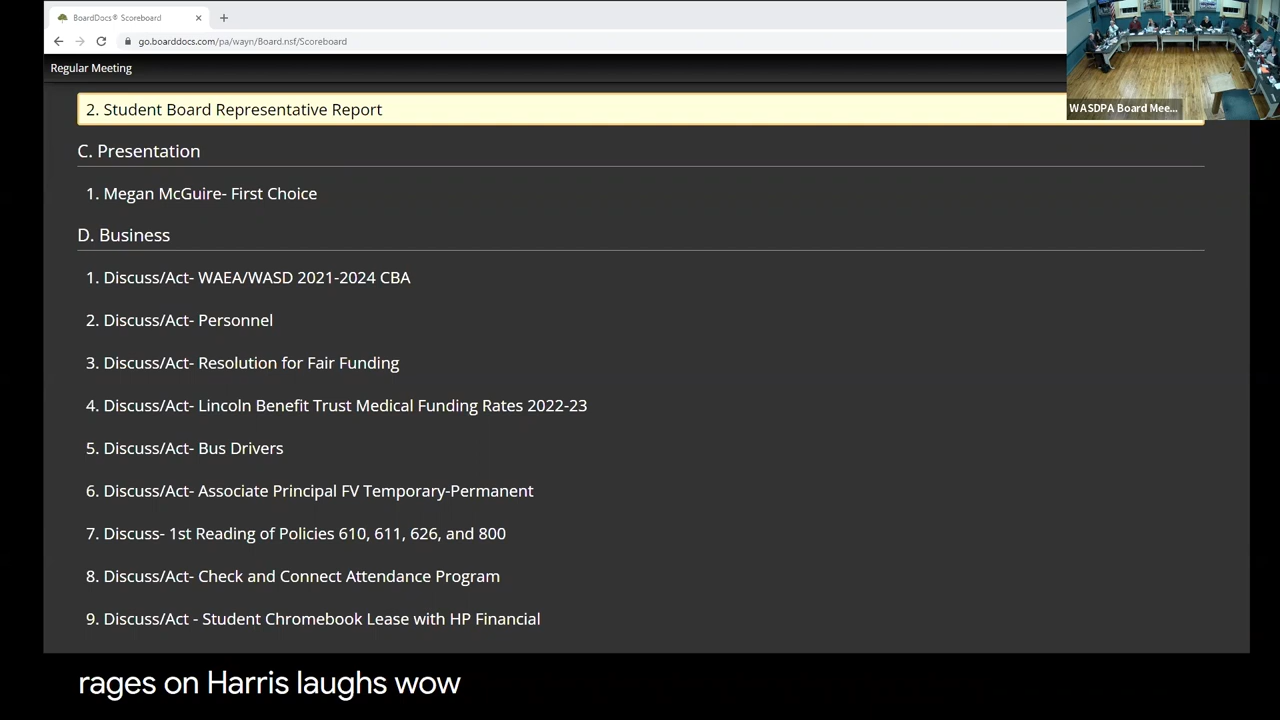 BoardDocs® Scoreboard
go.boarddocs.com/pa/wayn/Board.nsf/Scoreboard
Regular Meeting
WASDPA Board Mee...
2. Student Board Representative Report
C. Presentation
1. Megan McGuire- First Choice
D. Business
1. Discuss/Act- WAEA/WASD 2021-2024 CBA
2. Discuss/Act- Personnel
3. Discuss/Act- Resolution for Fair Funding
4. Discuss/Act- Lincoln Benefit Trust Medical Funding Rates 2022-23
5. Discuss/Act- Bus Drivers
6. Discuss/Act- Associate Principal FV Temporary-Permanent
7. Discuss- 1st Reading of Policies 610, 611, 626, and 800
8. Discuss/Act- Check and Connect Attendance Program
9. Discuss/Act - Student Chromebook Lease with HP Financial
rages on Harris laughs wow